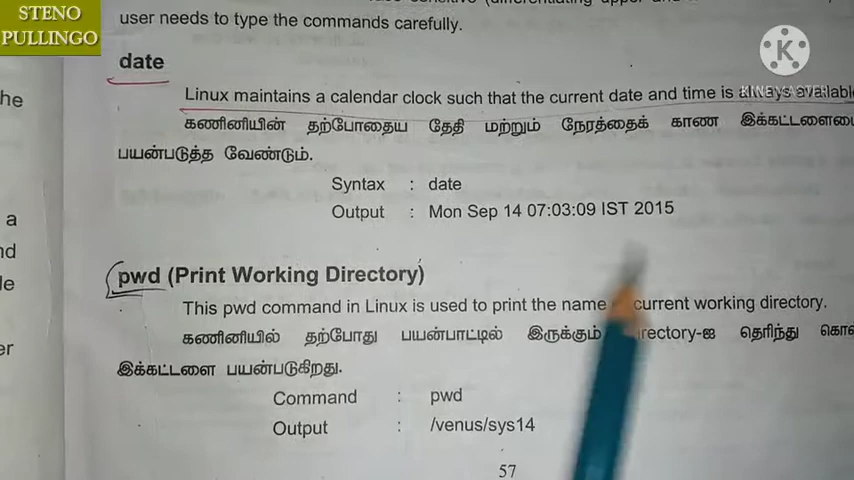 STENO
PULLINGO
user needs to type the commands carefully.
date
Linux maintains a calendar clock such that the current date and time is always available
கணினியின் தற்போதைய தேதி மற்றும் நேரத்தைக் காண இக்கட்டளையை
பயன்படுத்த வேண்டும்.
Syntax : date
Output : Mon Sep 14 07:03:09 IST 2015
pwd (Print Working Directory)
This pwd command in Linux is used to print the name current working directory.
கணினியில் தற்போது பயன்பாட்டில் இருக்கும் directory-ஐ தெரிந்து
இக்கட்டளை பயன்படுகிறது.
Command : pwd
Output : /venus/sys14
57
KINEMASTER